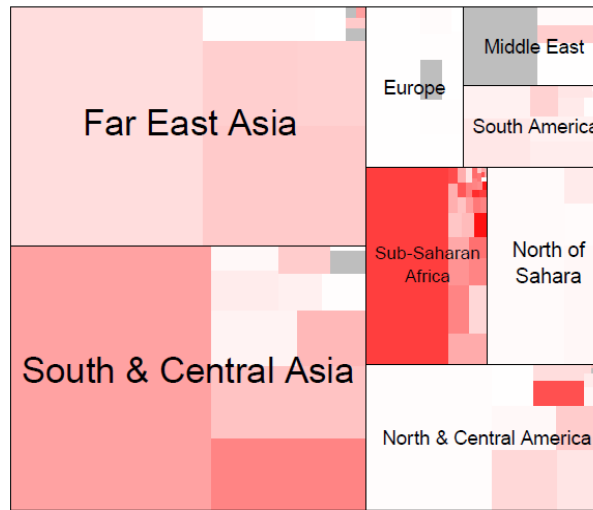 Far East Asia
Europe
Middle East
South America
Sub-Saharan
Africa
North of
Sahara
South & Central Asia
North & Central America